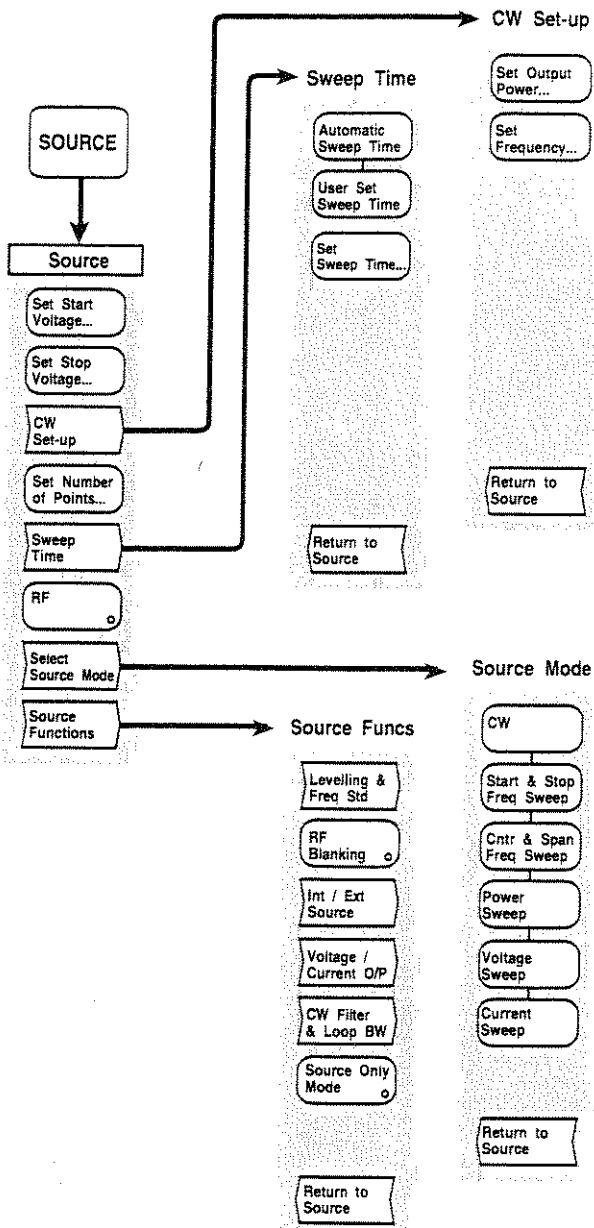 CW Set-up
Set Output
Power...
Set
Frequency...
Return to
Source
Sweep Time
Automatic
Sweep Time
User Set
Sweep Time
Set
Sweep Time...
Return to
Source
SOURCE
Source
Set Start
Voltage...
Set Stop
Voltage...
CW
Set-up
Set Number
of Points...
Sweep
Time
RF
Select
Source Mode
Source
Functions
Source Mode
CW
Start & Stop
Freq Sweep
Cntr & Span
Freq Sweep
Power
Sweep
Voltage
Sweep
Current
Sweep
Return to
Source
Source Funcs
Levelling &
Freq Std
RF
Blanking
Int / Ext
Source
Voltage /
Current O/P
CW Filter
& Loop BW
Source Only
Mode
Return to
Source